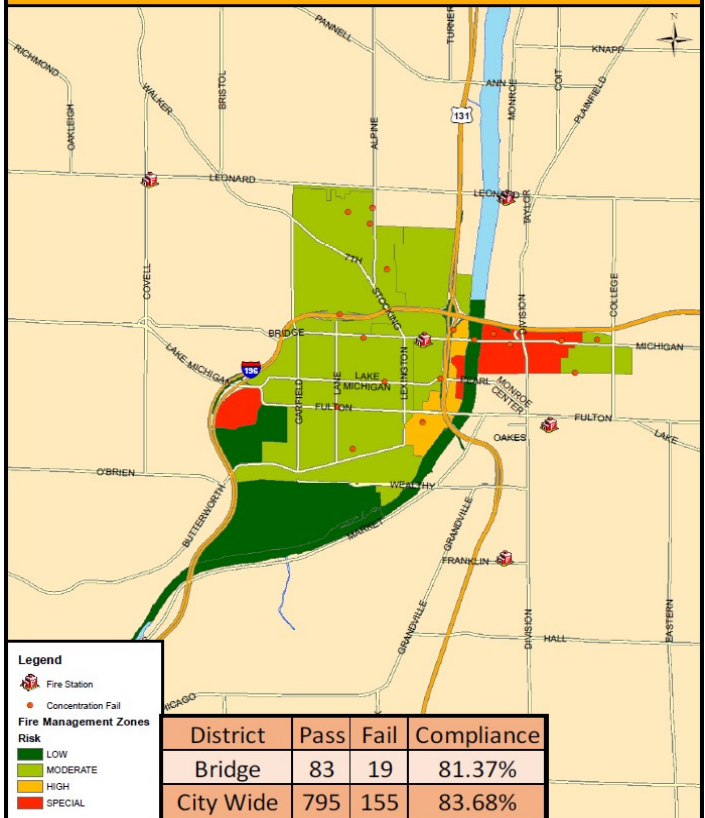 N
PANNELL
TURNER
KNAPP
RICHMOND
OAKLEIGH
WALKER
BRISTOL
ALPINE
ANN
MONROE
COIT
PLAINFIELD
131
LEONARD
LEONARD
TAYLOR
7TH
COVELL
STOCKING
DIVISION
COLLEGE
BRIDGE
MICHIGAN
LAKE MICHIGAN
196
LAKE
MICHIGAN
LEXINGTON
LANE
GARFIELD
PEARL
MONROE
CENTER
FULTON
FULTON
OAKES
LAKE
O'BRIEN
WEALTHY
BUTTERWORTH
MARKET
GRANDVILLE
FRANKLIN
GRANDVILLE
DIVISION
HALL
EASTERN
Legend
Fire Station
Concentration Fail
Fire Management Zones
Risk
LOW
MODERATE
HIGH
SPECIAL
HICAGO
District Pass Fail Compliance
Bridge 83 19 81.37%
City Wide 795 155 83.68%